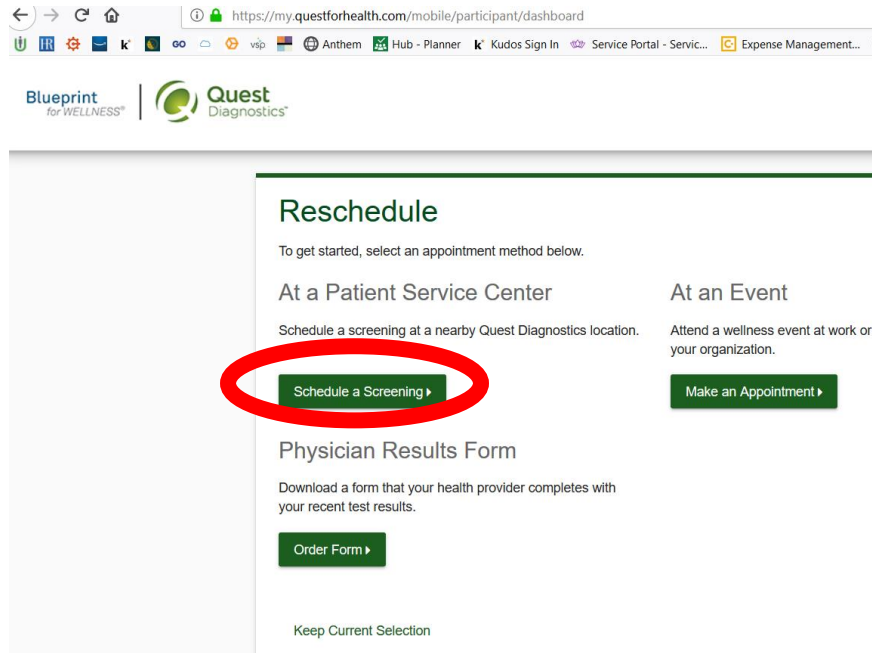 https://my.questforhealth.com/mobile/participant/dashboard
GO vsp Anthem Hub - Planner k Kudos Sign In Service Portal - Servic... Expense Management...
Blueprint
for WELLNESS®
Quest
Diagnostics™
Reschedule
To get started, select an appointment method below.
At a Patient Service Center
Schedule a screening at a nearby Quest Diagnostics location.
Schedule a Screening
At an Event
Attend a wellness event at work or
your organization.
Make an Appointment
Physician Results Form
Download a form that your health provider completes with
your recent test results.
Order Form
Keep Current Selection